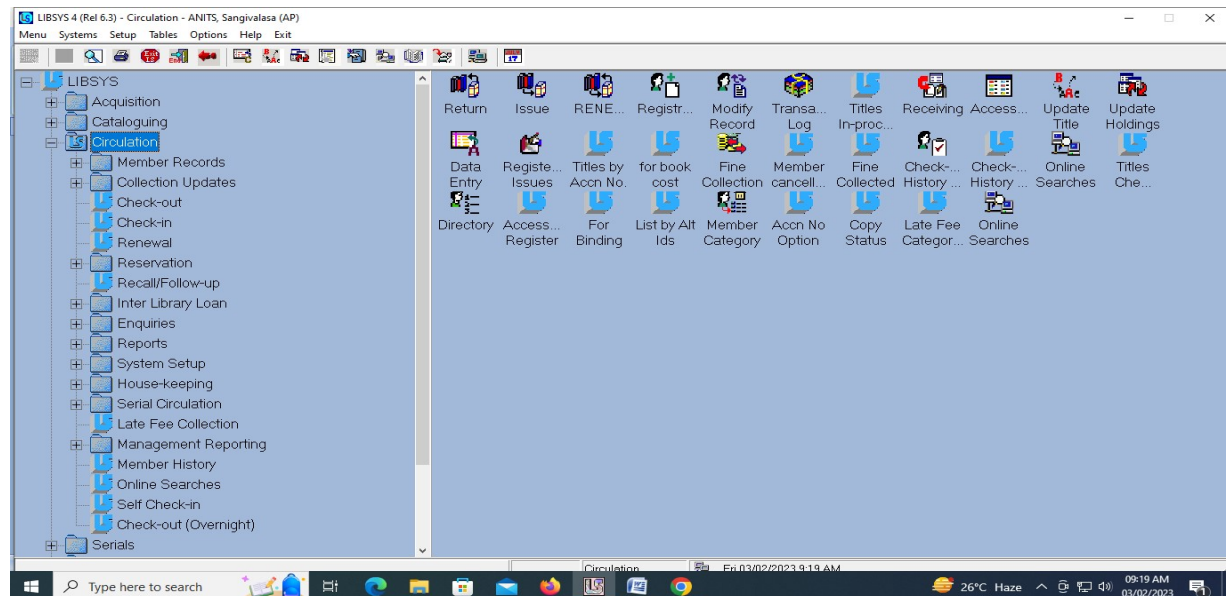 LIBSYS 4 (Rel 6.3) - Circulation - ANITS, Sangivalasa (AP)
Menu Systems Setup Tables Options Help Exit
LIBSYS
Acquisition
Cataloguing
Circulation
Member Records
Collection Updates
Check-out
Check-in
Renewal
Reservation
Recall/Follow-up
Inter Library Loan
Enquiries
Reports
System Setup
House-keeping
Serial Circulation
Late Fee Collection
Management Reporting
Member History
Online Searches
Self Check-in
Check-out (Overnight)
Serials
Return Issue RENE... Registr... Modify Transa... Titles Receiving Access... Update Update
Record Log In-proc... Title Holdings
Data Registe... Titles by for book Fine Member Fine Check-... Check-... Online Titles
Entry Issues Accn No. cost Collection cancell... Collected History ... History ... Searches Che...
Directory Access... For List by Alt Member Accn No Copy Late Fee Online
Register Binding Ids Category Option Status Categor... Searches
Circulation Fri 03/02/2023 9:19 AM
Type here to search 26°C Haze 09:19 AM
03/02/2023